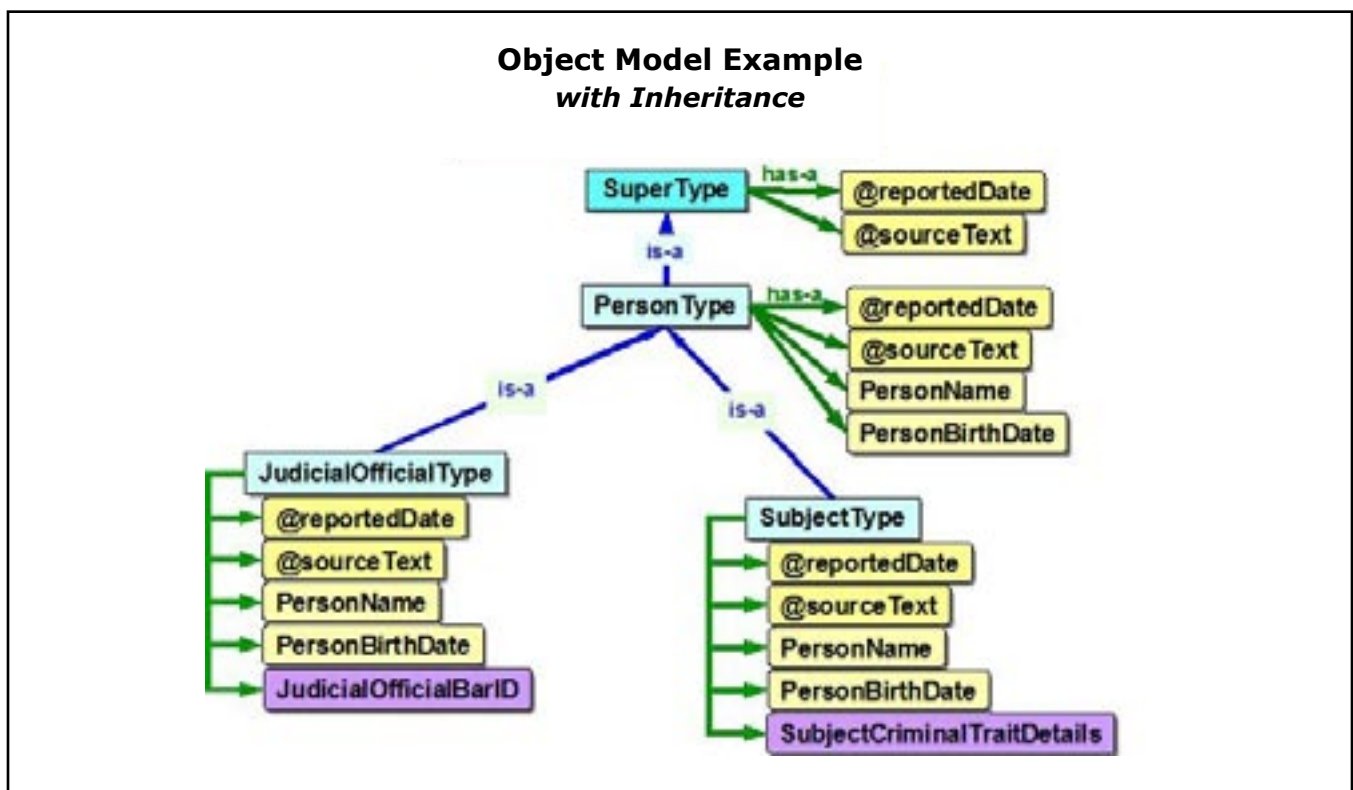 Object Model Example
with Inheritance
SuperType
has-a
@reportedDate
@sourceText
is-a
PersonType
has-a
@reportedDate
@sourceText
PersonName
PersonBirthDate
is-a
is-a
JudicialOfficialType
@reportedDate
@sourceText
PersonName
PersonBirthDate
JudicialOfficialBarID
SubjectType
@reportedDate
@sourceText
PersonName
PersonBirthDate
SubjectCriminalTraitDetails